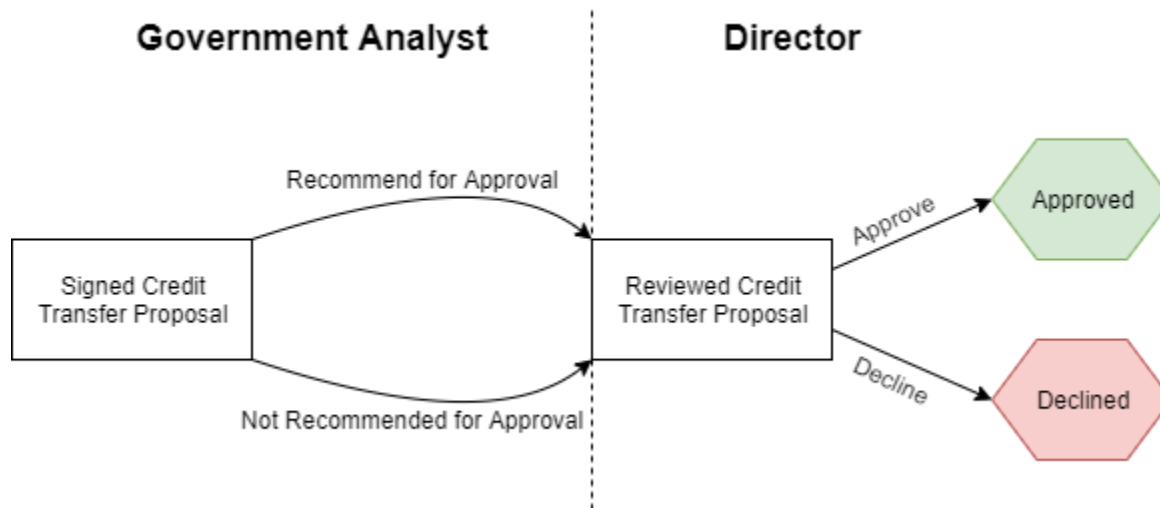 Government Analyst
Director
Recommend for Approval
Approve
Approved
Signed Credit
Transfer Proposal
Reviewed Credit
Transfer Proposal
Decline
Declined
Not Recommended for Approval